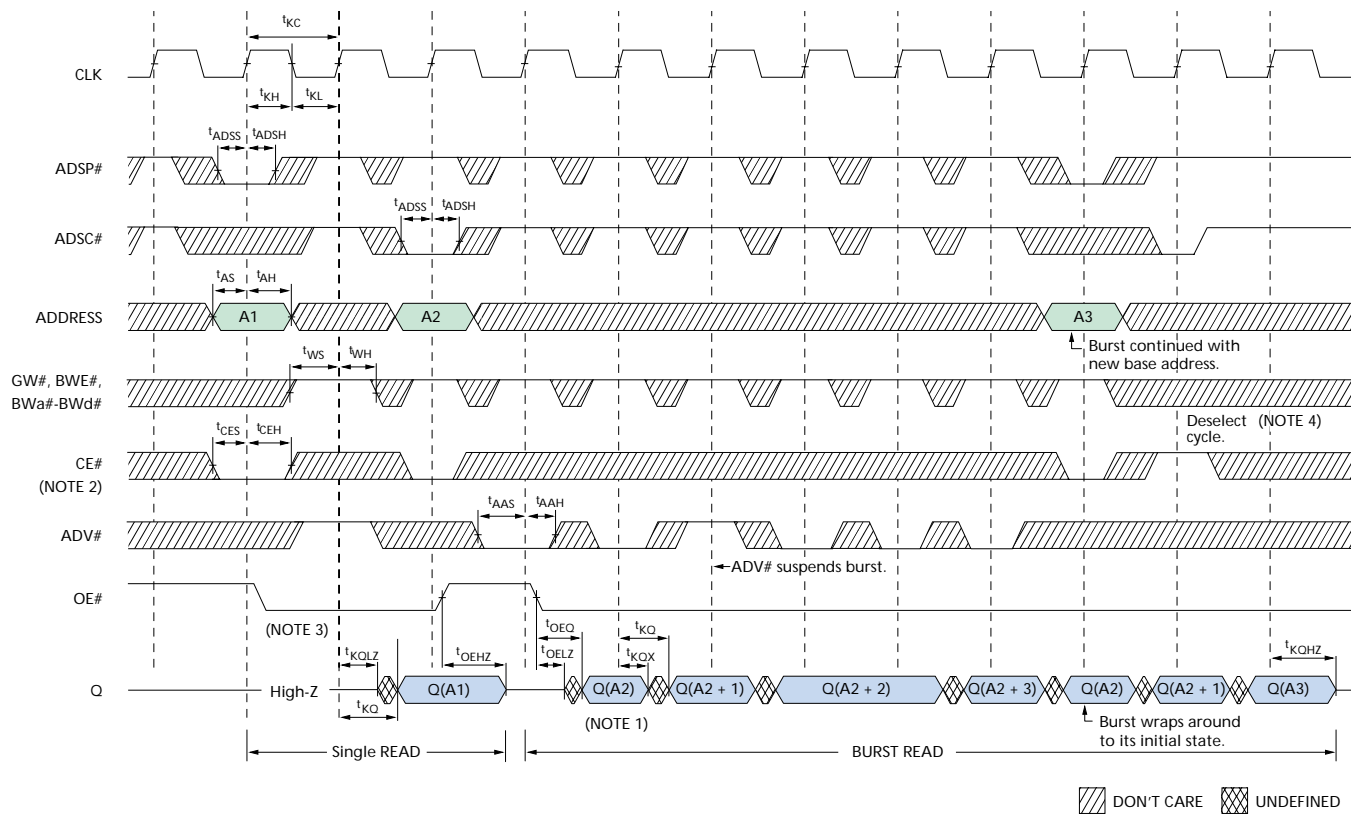 tKC
CLK
tKH tKL
tADSS tADSH
ADSP#
tADSS tADSH
ADSC#
tAS tAH
ADDRESS A1 A2 A3
Burst continued with
new base address.
tWS tWH
GW#, BWE#,
BWa#-BWd#
Deselect (NOTE 4)
cycle.
tCES tCEH
CE#
(NOTE 2)
tAAS tAAH
ADV#
ADV# suspends burst.
OE#
(NOTE 3)
tOEQ tKQ
tKQLZ tOEHZ tOELZ tKQX tKQHZ
Q High-Z Q(A1) Q(A2) Q(A2 + 1) Q(A2 + 2) Q(A2 + 3) Q(A2) Q(A2 + 1) Q(A3)
tKQ
(NOTE 1)
Burst wraps around
to its initial state.
Single READ BURST READ
DON'T CARE UNDEFINED